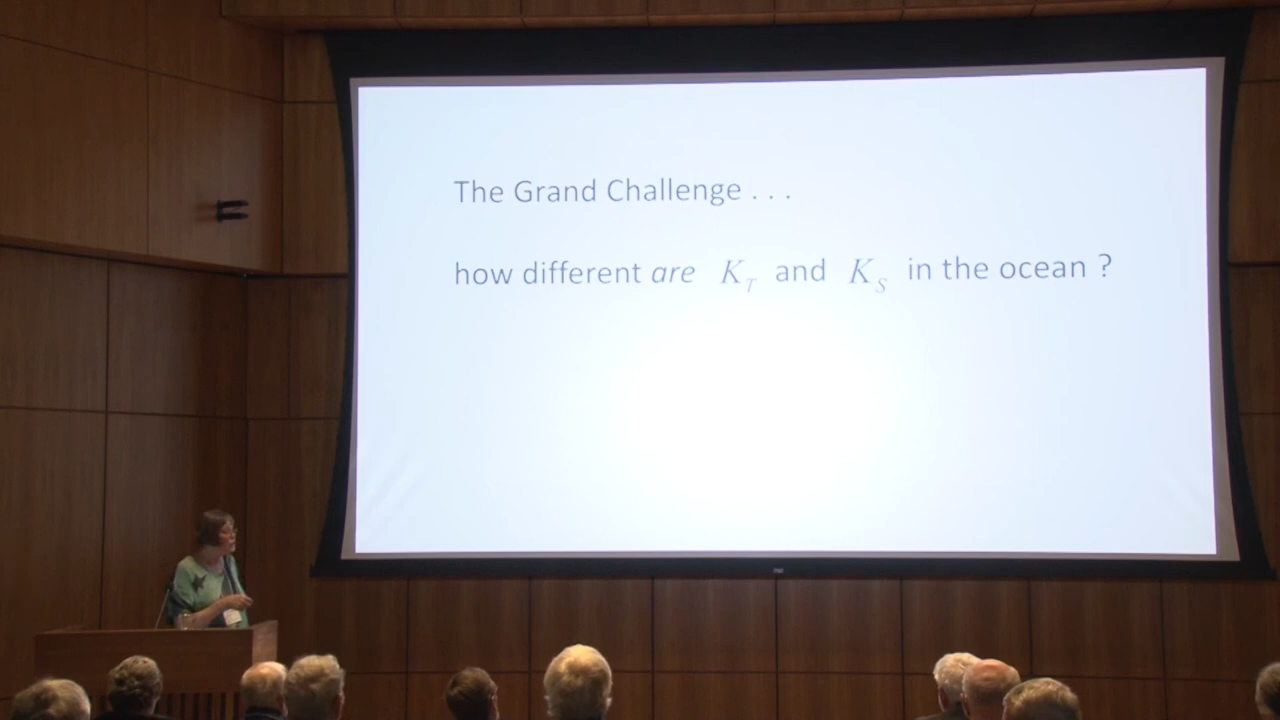 The Grand Challenge . . .
how different are K_T and K_S in the ocean ?